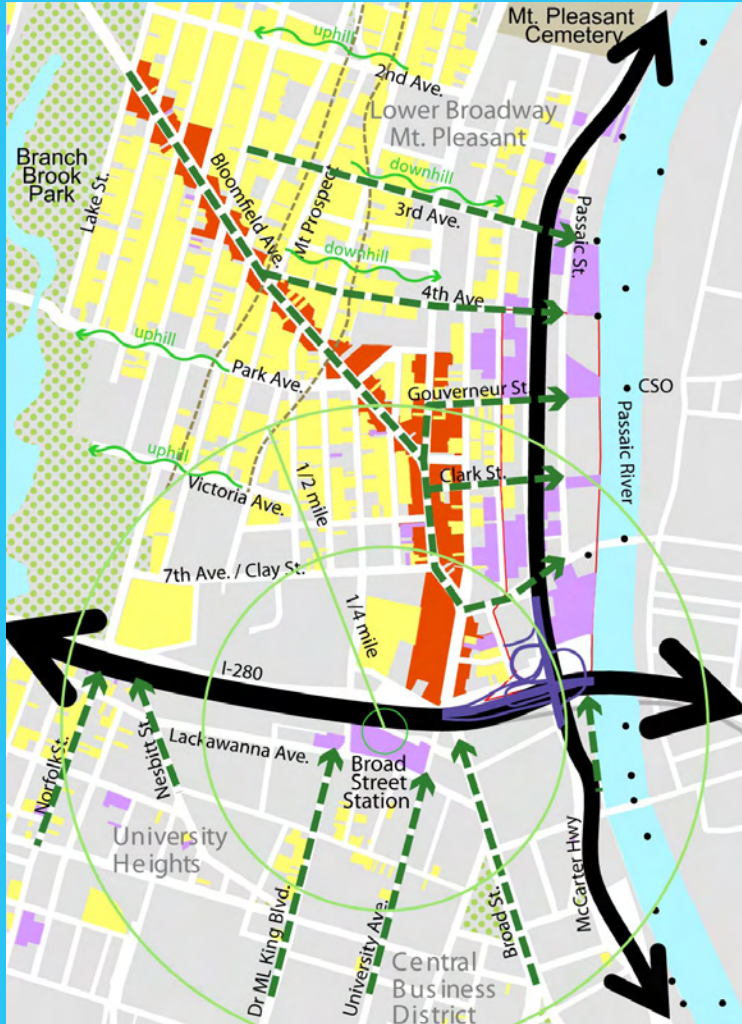 Mt. Pleasant
Cemetery
uphill
2nd Ave.
Lower Broadway
Mt. Pleasant
Branch
Brook
Park
Lake St.
Bloomfield Ave.
Mt Prospect
downhill
3rd Ave.
Passaic St.
downhill
4th Ave
uphill
Park Ave.
Gouverneur St.
CSO
Passaic River
uphill
Victoria Ave.
1/2 mile
Clark St.
7th Ave. / Clay St.
1/4 mile
I-280
Lackawanna Ave.
Broad
Street
Station
Norfolk St.
Nesbitt St.
University
Heights
McCarter Hwy
Dr ML King Blvd.
University Ave.
Broad St.
Central
Business
District